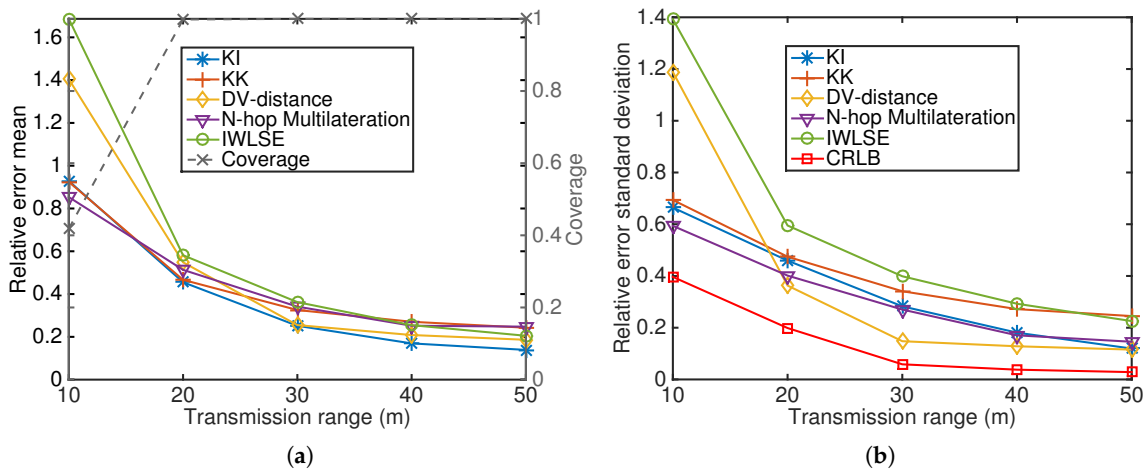 Relative error mean
1.6
1.4
1.2
1
0.8
0.6
0.4
0.2
0
KI
KK
DV-distance
N-hop Multilateration
IWLSE
Coverage
1
0.8
0.6
0.4
0.2
0
Coverage
10 20 30 40 50
Transmission range (m)
(a)
Relative error standard deviation
1.4
1.2
1
0.8
0.6
0.4
0.2
0
KI
KK
DV-distance
N-hop Multilateration
IWLSE
CRLB
10 20 30 40 50
Transmission range (m)
(b)